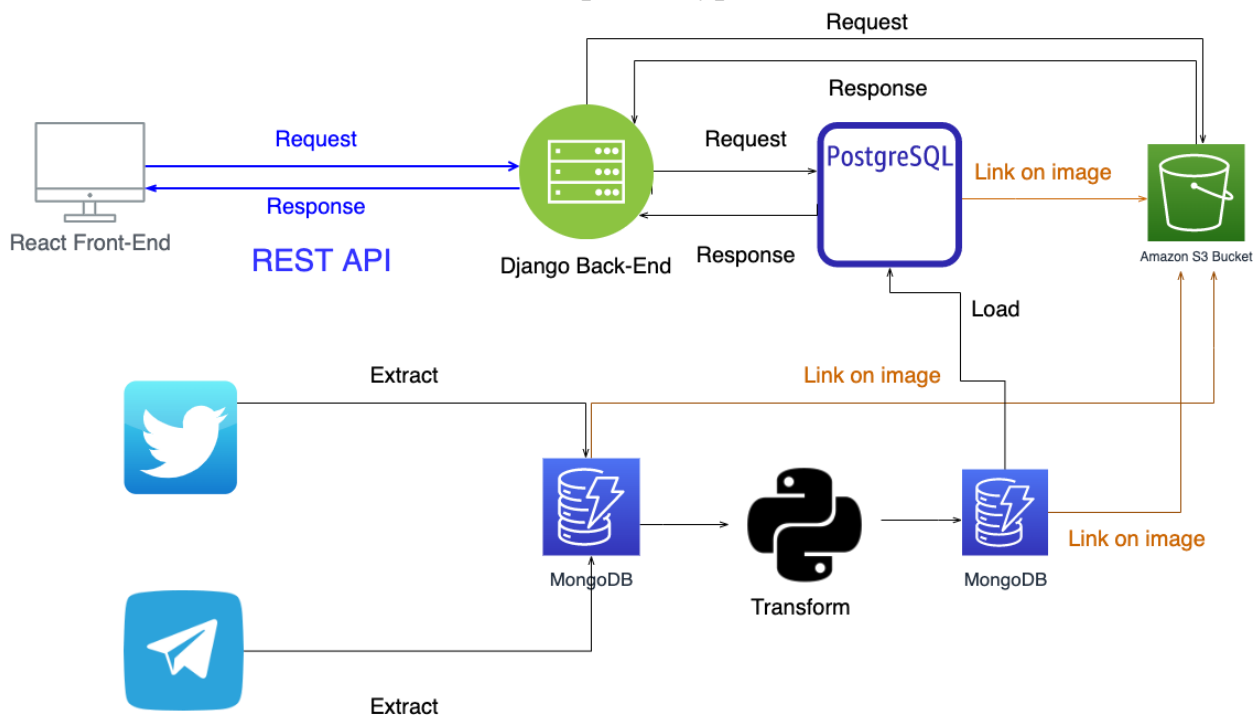 Request
Response
Request
Request
PostgreSQL
Link on image
Response
React Front-End
REST API
Django Back-End
Response
Amazon S3 Bucket
Load
Extract
Link on image
Link on image
MongoDB
MongoDB
Transform
Extract